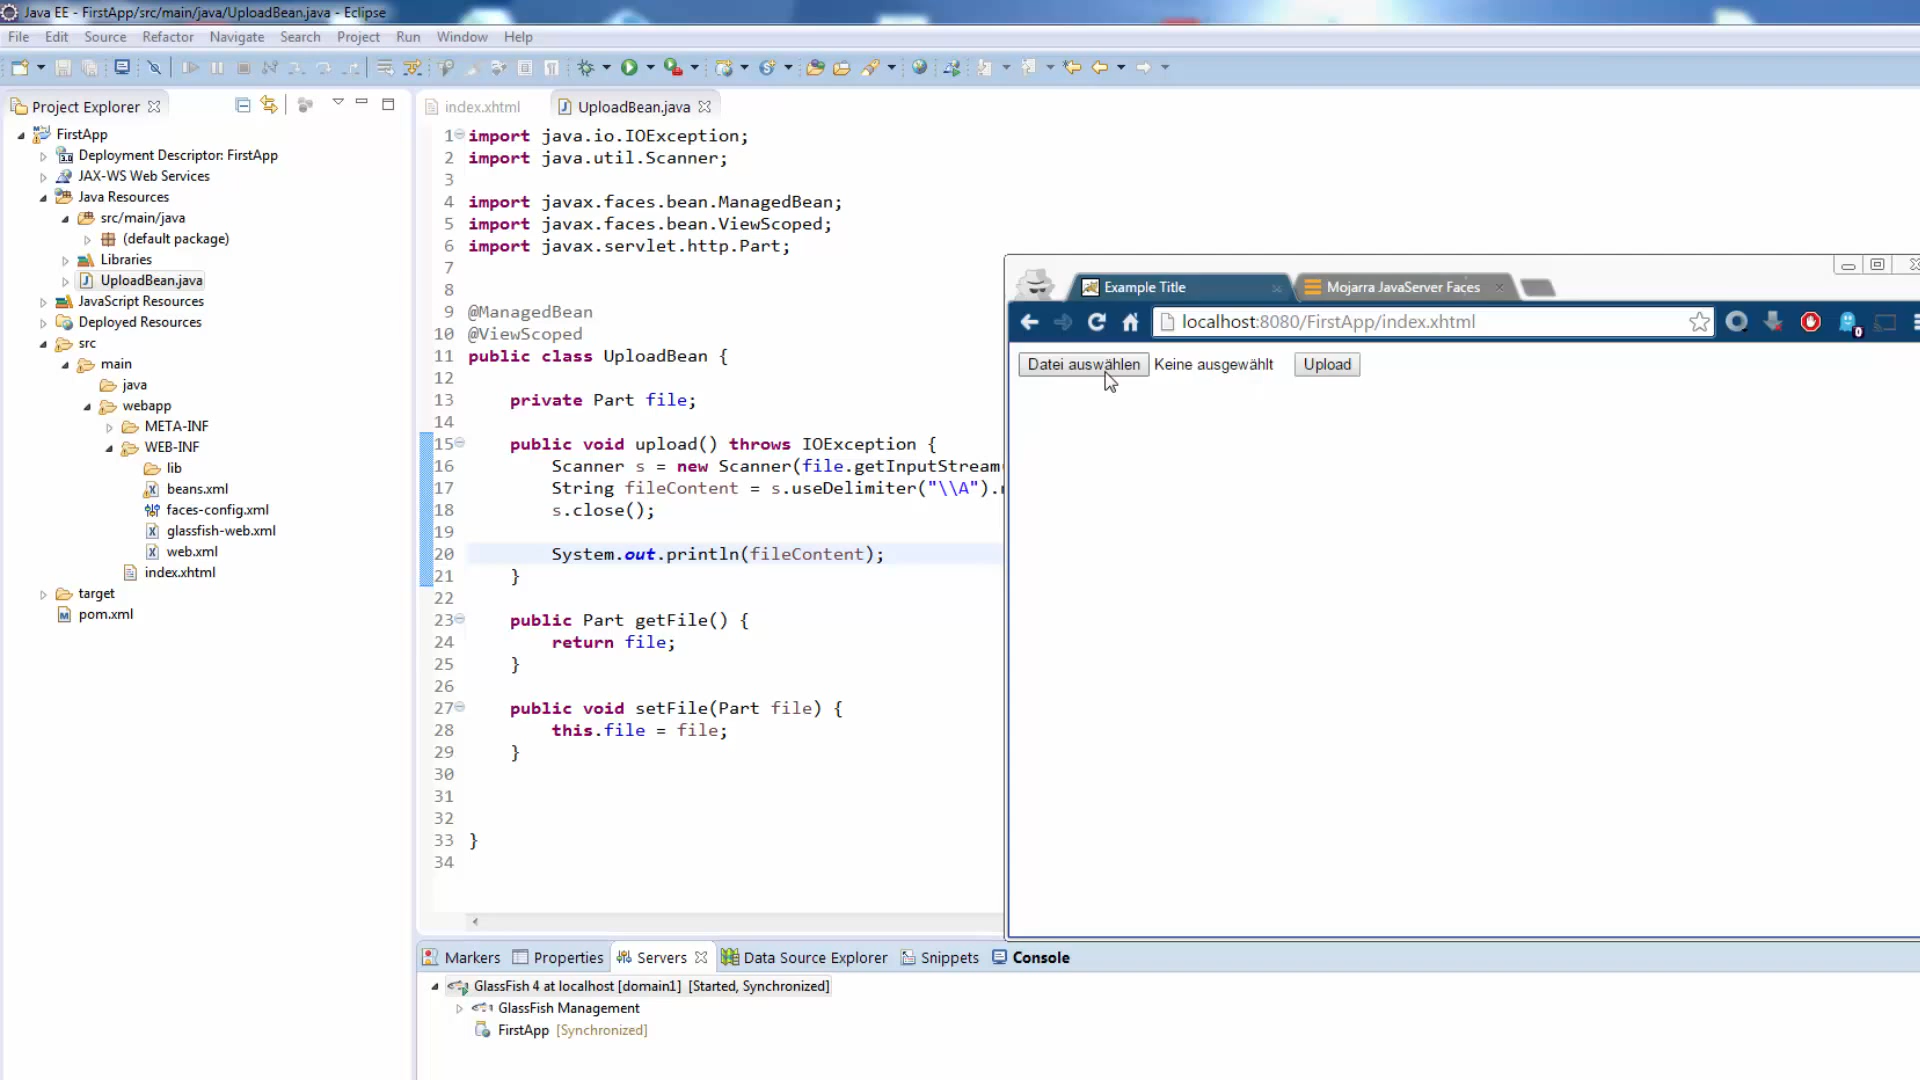 Java EE - FirstApp/src/main/java/UploadBean.java - Eclipse
File Edit Source Refactor Navigate Search Project Run Window Help
Project Explorer
FirstApp
Deployment Descriptor: FirstApp
JAX-WS Web Services
Java Resources
src/main/java
(default package)
Libraries
UploadBean.java
JavaScript Resources
Deployed Resources
src
main
java
webapp
META-INF
WEB-INF
lib
beans.xml
faces-config.xml
glassfish-web.xml
web.xml
index.xhtml
target
pom.xml
index.xhtml UploadBean.java
1 import java.io.IOException;
2 import java.util.Scanner;
3
4 import javax.faces.bean.ManagedBean;
5 import javax.faces.bean.ViewScoped;
6 import javax.servlet.http.Part;
7
8
9 @ManagedBean
10 @ViewScoped
11 public class UploadBean {
12
13 private Part file;
14
15 public void upload() throws IOException {
16 Scanner s = new Scanner(file.getInputStream
17 String fileContent = s.useDelimiter("\\A").
18 s.close();
19
20 System.out.println(fileContent);
21 }
22
23 public Part getFile() {
24 return file;
25 }
26
27 public void setFile(Part file) {
28 this.file = file;
29 }
30
31
32
33 }
34
Example Title Mojarra JavaServer Faces
localhost:8080/FirstApp/index.xhtml
0
Datei auswählen Keine ausgewählt Upload
Markers Properties Servers Data Source Explorer Snippets Console
GlassFish 4 at localhost [domain1] [Started, Synchronized]
GlassFish Management
FirstApp [Synchronized]